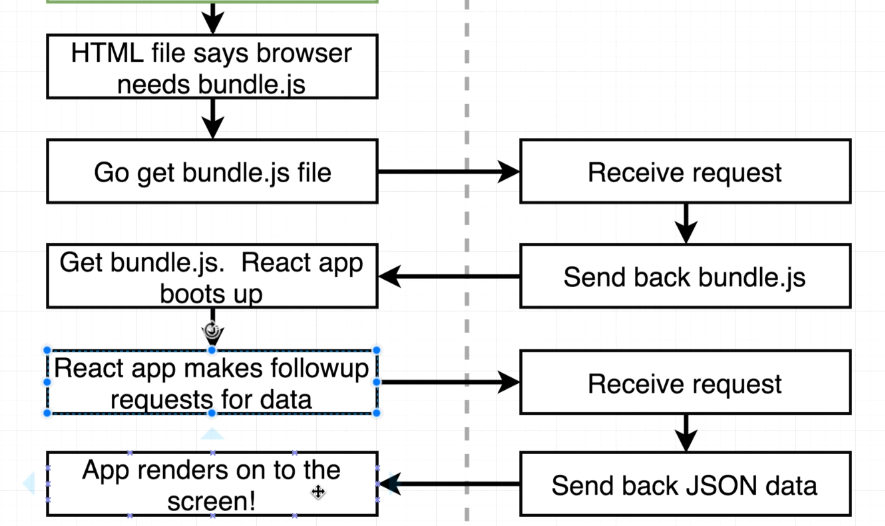 HTML file says browser
needs bundle.js
Go get bundle.js file
Receive request
Get bundle.js.  React app
boots up
Send back bundle.js
React app makes followup
requests for data
Receive request
App renders on to the
screen!
Send back JSON data